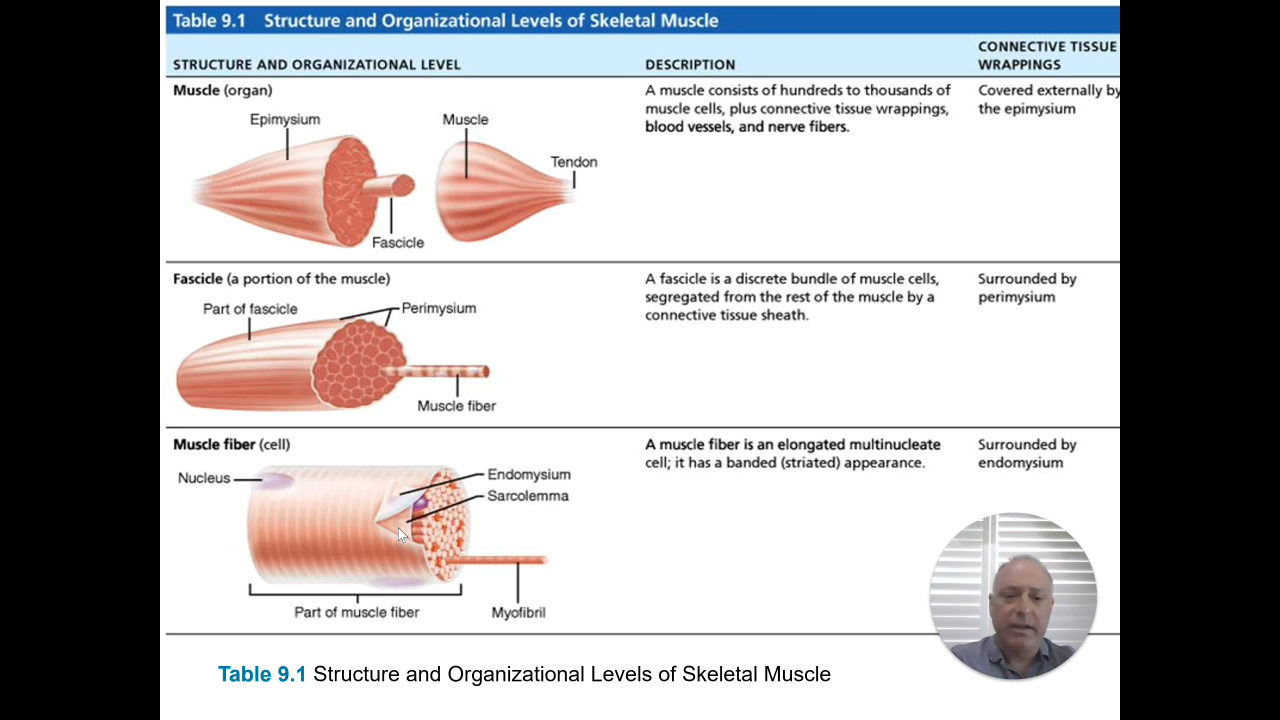 Table 9.1 Structure and Organizational Levels of Skeletal Muscle
STRUCTURE AND ORGANIZATIONAL LEVEL
DESCRIPTION
CONNECTIVE TISSUE
WRAPPINGS
Muscle (organ)
Epimysium
Muscle
Tendon
Fascicle
A muscle consists of hundreds to thousands of
muscle cells, plus connective tissue wrappings,
blood vessels, and nerve fibers.
Covered externally by
the epimysium
Fascicle (a portion of the muscle)
Part of fascicle
Perimysium
Muscle fiber
A fascicle is a discrete bundle of muscle cells,
segregated from the rest of the muscle by a
connective tissue sheath.
Surrounded by
perimysium
Muscle fiber (cell)
Nucleus
Endomysium
Sarcolemma
Part of muscle fiber
Myofibril
A muscle fiber is an elongated multinucleate
cell; it has a banded (striated) appearance.
Surrounded by
endomysium
Table 9.1 Structure and Organizational Levels of Skeletal Muscle